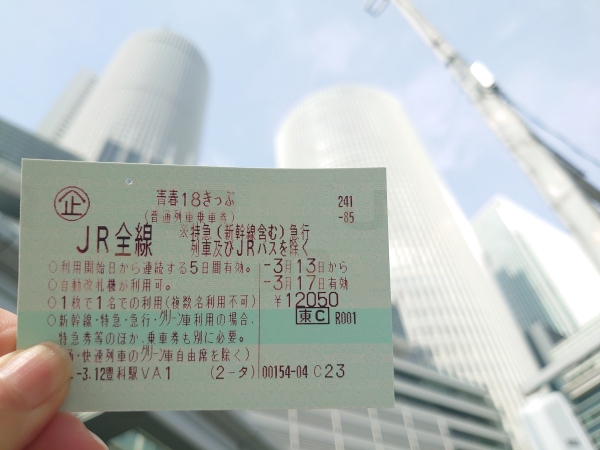 企
青春18きっぷ
241
-85
(普通列車乗車券)
JR全線
※特急(新幹線含む)急行
列車及びJRバスを除く
○利用開始日から連続する5日間有効。
-3月13日から
○自動改札機が利用可。
-3月17日有効
○1枚で1名での利用(複数名利用不可)
¥12050
○新幹線・特急・急行・グリーン車利用の場合、
東C R001
特急券等のほか、乗車券も別に必要。
・快速列車のグリーン車自由席を除く)
.-3.12豊科駅VA1 (2-タ) 00154-04 C23